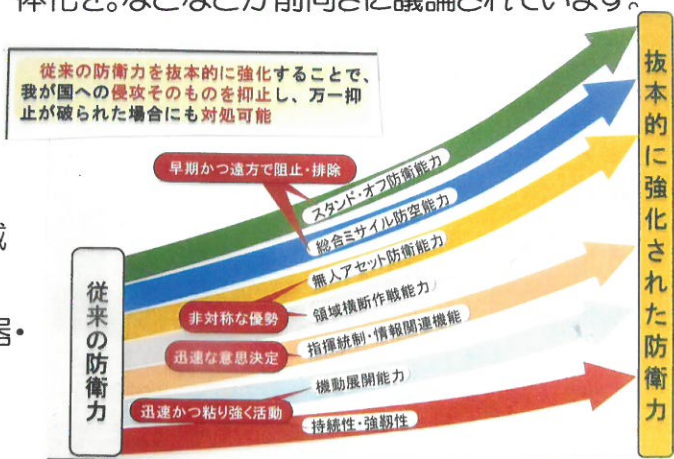 体化を。などなどが前向きに議論されています。
従来の防衛力を抜本的に強化することで、
我が国への侵攻そのものを抑止し、万一抑
止が破られた場合にも対処可能
早期かつ遠方で阻止・排除
スタンド・オフ防衛能力
総合ミサイル防空能力
無人アセット防衛能力
非対称な優勢
領域横断作戦能力
迅速な意思決定
指揮統制・情報関連機能
機動展開能力
迅速かつ粘り強く活動
持続性・強靱性
従来の防衛力
抜本的に強化された防衛力
器・